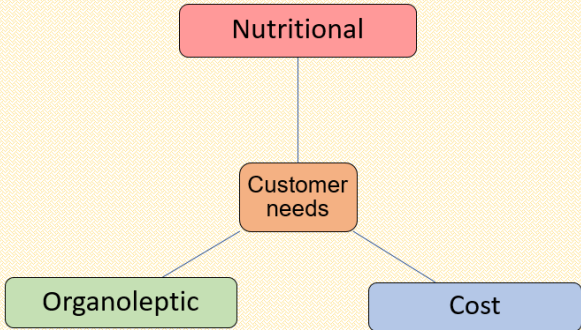 Nutritional
Customer
needs
Organoleptic
Cost